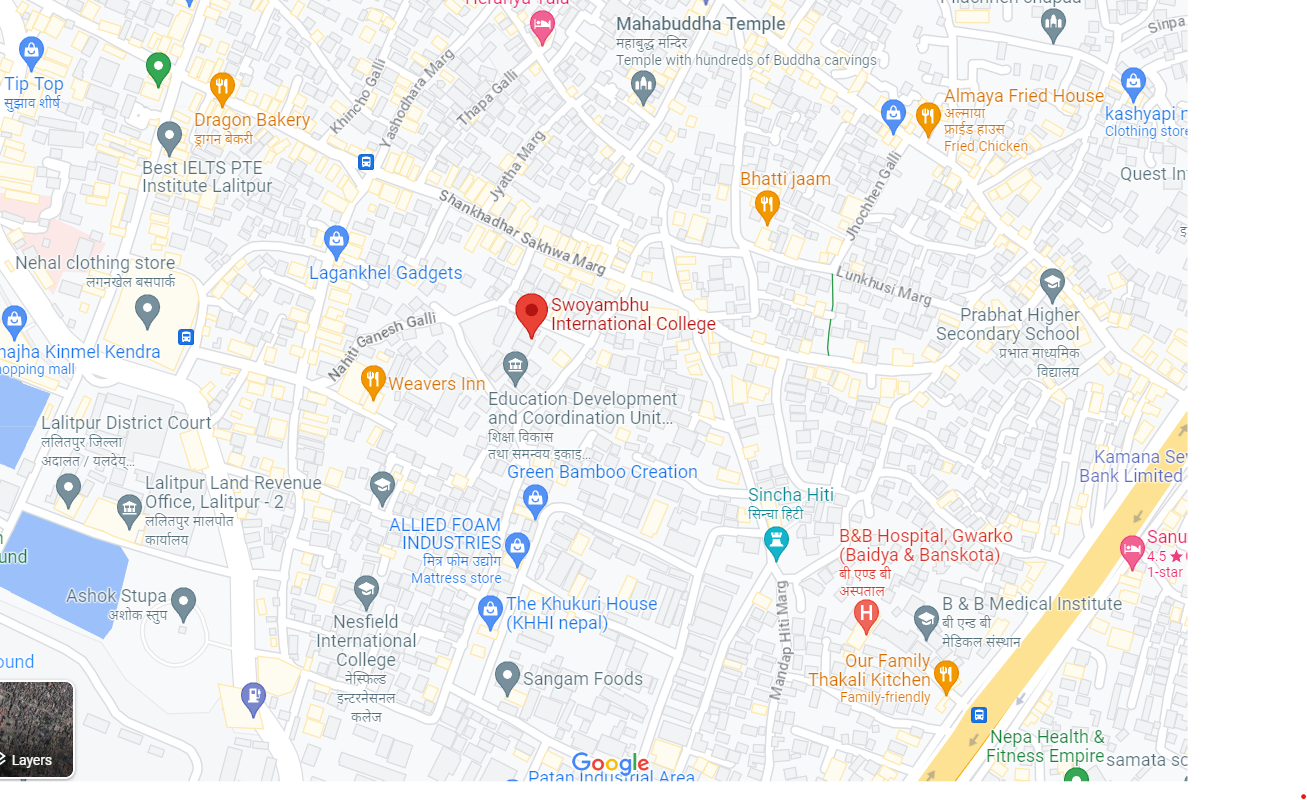 Mahabuddha Temple
महाबुद्ध मन्दिर
Temple with hundreds of Buddha carvings
Sinpa
Tip Top
सुझाव शीर्ष
Khincho Galli
Yashodhara Marg
Thapa Galli
Almaya Fried House
अल्माया
फ्राईड हाउस
Fried Chicken
kashyapi
Clothing store
Dragon Bakery
ड्रागन बेकरी
Best IELTS PTE
Institute Lalitpur
Jyatha Marg
Bhatti jaam
Jhochhen Galli
Quest In
Shankhadhar Sakhwa Marg
Nehal clothing store
लगनखेल बसपार्क
Lagankhel Gadgets
Lunkhusi Marg
Swoyambhu
International College
Nahiti Ganesh Galli
Prabhat Higher
Secondary School
प्रभात माध्यमिक
विद्यालय
najha Kinmel Kendra
hopping mall
Weavers Inn
Education Development
and Coordination Unit...
शिक्षा विकास
तथा समन्वय इकाइ...
Lalitpur District Court
ललितपुर जिल्ला
अदालत / यलदेय्...
Kamana Se
Bank Limited
Green Bamboo Creation
Lalitpur Land Revenue
Office, Lalitpur - 2
ललितपुर मालपोत
कार्यालय
Sincha Hiti
सिन्चा हिटी
ALLIED FOAM
INDUSTRIES
मित्र फोम उद्योग
Mattress store
B&B Hospital, Gwarko
(Baidya & Banskota)
बी एण्ड बी
अस्पताल
H
Sanu
4.5 ★
1-star
und
Ashok Stupa
अशोक स्तुप
The Khukuri House
(KHHI nepal)
B & B Medical Institute
बी एन्ड बी
मेडिकल संस्थान
Nesfield
International
College
नेस्फिल्ड
इन्टरनेसनल
कलेज
Mandap Hiti Marg
Our Family
Thakali Kitchen
Family-friendly
ound
Sangam Foods
Layers
Google
Patan Industrial Area
Nepa Health &
Fitness Empire
samata sc